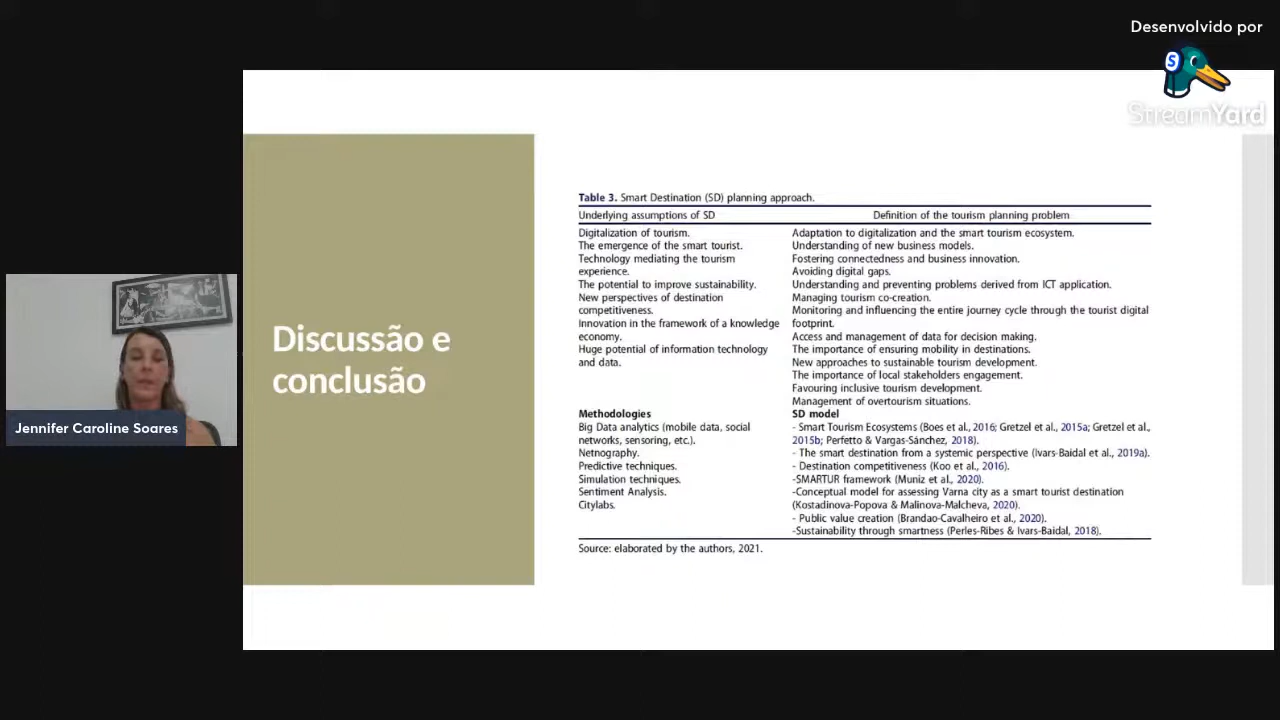 Desenvolvido por
StreamYard
Discussão e
conclusão
Jennifer Caroline Soares
Table 3. Smart Destination (SD) planning approach.
Underlying assumptions of SD
Definition of the tourism planning problem
Digitalization of tourism.
The emergence of the smart tourist.
Technology mediating the tourism
experience.
The potential to improve sustainability.
New perspectives of destination
competitiveness.
Innovation in the framework of a knowledge
economy.
Huge potential of information technology
and data.
Adaptation to digitalization and the smart tourism ecosystem.
Understanding of new business models.
Fostering connectedness and business innovation.
Avoiding digital gaps.
Understanding and preventing problems derived from ICT application.
Managing tourism co-creation.
Monitoring and influencing the entire journey cycle through the tourist digital
footprint.
Access and management of data for decision making.
The importance of ensuring mobility in destinations.
New approaches to sustainable tourism development.
The importance of local stakeholders engagement.
Favouring inclusive tourism development.
Management of overtourism situations.
Methodologies
Big Data analytics (mobile data, social
networks, sensoring, etc.).
Netnography.
Predictive techniques.
Simulation techniques.
Sentiment Analysis.
Citylabs.
SD model
- Smart Tourism Ecosystems (Boes et al., 2016; Gretzel et al., 2015a; Gretzel et al.,
2015b; Perfetto & Vargas-Sánchez, 2018).
- The smart destination from a systemic perspective (Ivars-Baidal et al., 2019a).
- Destination competitiveness (Koo et al., 2016).
-SMARTUR framework (Muniz et al., 2020).
-Conceptual model for assessing Varna city as a smart tourist destination
(Kostadinova-Popova & Malinova-Malcheva, 2020).
- Public value creation (Brandao-Cavalheiro et al., 2020).
-Sustainability through smartness (Perles-Ribes & Ivars-Baidal, 2018).
Source: elaborated by the authors, 2021.